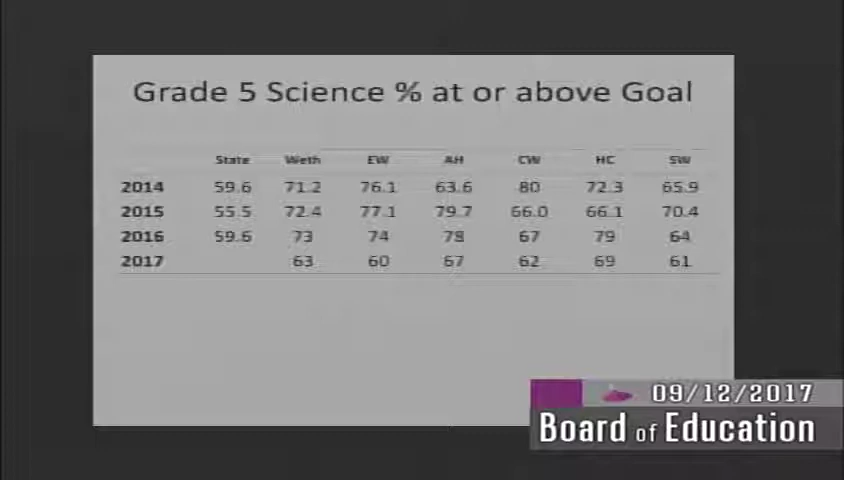 Grade 5 Science % at or above Goal
State Weth EW AH CW HC SW
2014 59.6 71.2 76.1 63.6 80 72.3 65.9
2015 55.5 72.4 77.1 79.7 66.0 66.1 70.4
2016 59.6 73 74 78 67 79 64
2017 63 60 67 62 69 61
09/12/2017
Board of Education